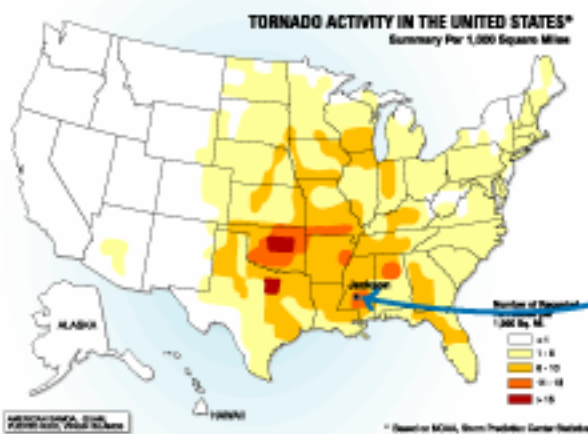 TORNADO ACTIVITY IN THE UNITED STATES*
Summary Per 1,000 Square Miles
Jackson
ALASKA
HAWAII
Number of Recorded
1,000 Sq. Mi.
< 1
1 - 5
6 - 10
11 - 15
> 15
* Based on NOAA, Storm Prediction Center Statistics